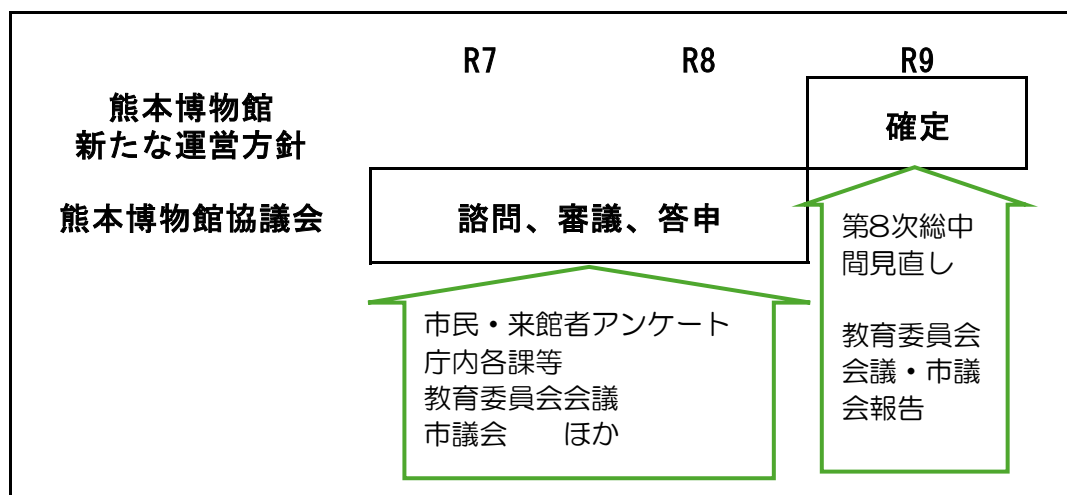 R7 R8 R9
熊本博物館
新たな運営方針
確定
熊本博物館協議会
諮問、審議、答申
第8次総中
間見直し
教育委員会
会議・市議
会報告
市民・来館者アンケート
庁内各課等
教育委員会会議
市議会　　ほか